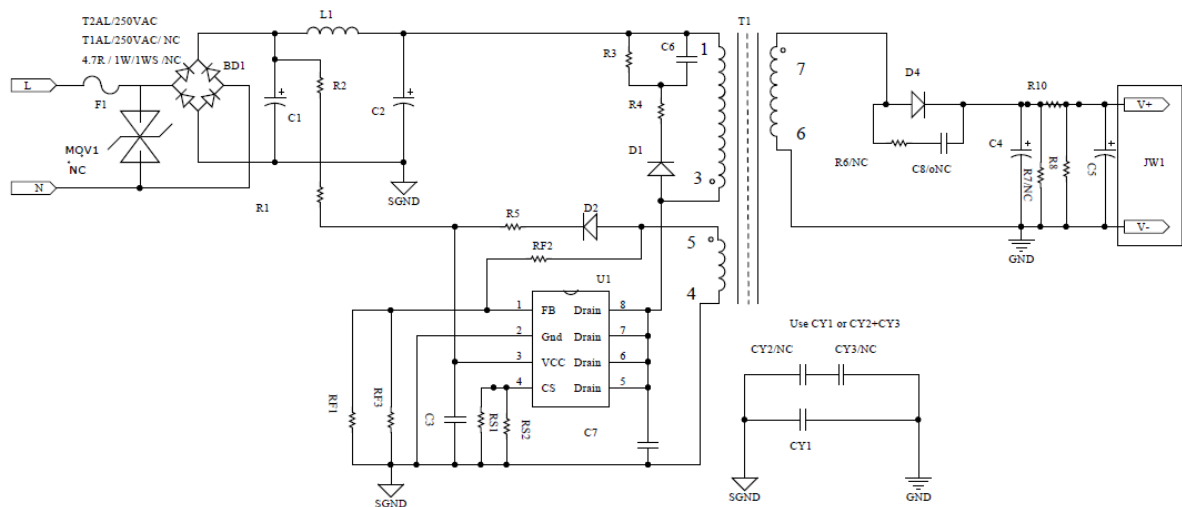 T2AL/250VAC
T1AL/250VAC/ NC
4.7R / 1W/1WS /NC
L
F1
BD1
MOV1
NC
N
L1
C1
R2
C2
SGND
R1
R3
C6
R4
D1
T1
1
3
5
4
7
6
D4
R6/NC
C8/oNC
R10
C4
R7/NC
R8
C5
V+
JW1
V-
GND
R5
D2
RF2
U1
1 FB Drain 8
2 Gnd Drain 7
3 VCC Drain 6
4 CS Drain 5
RF1
RF3
C3
RS1
RS2
C7
SGND
Use CY1 or CY2+CY3
CY2/NC CY3/NC
CY1
SGND
GND